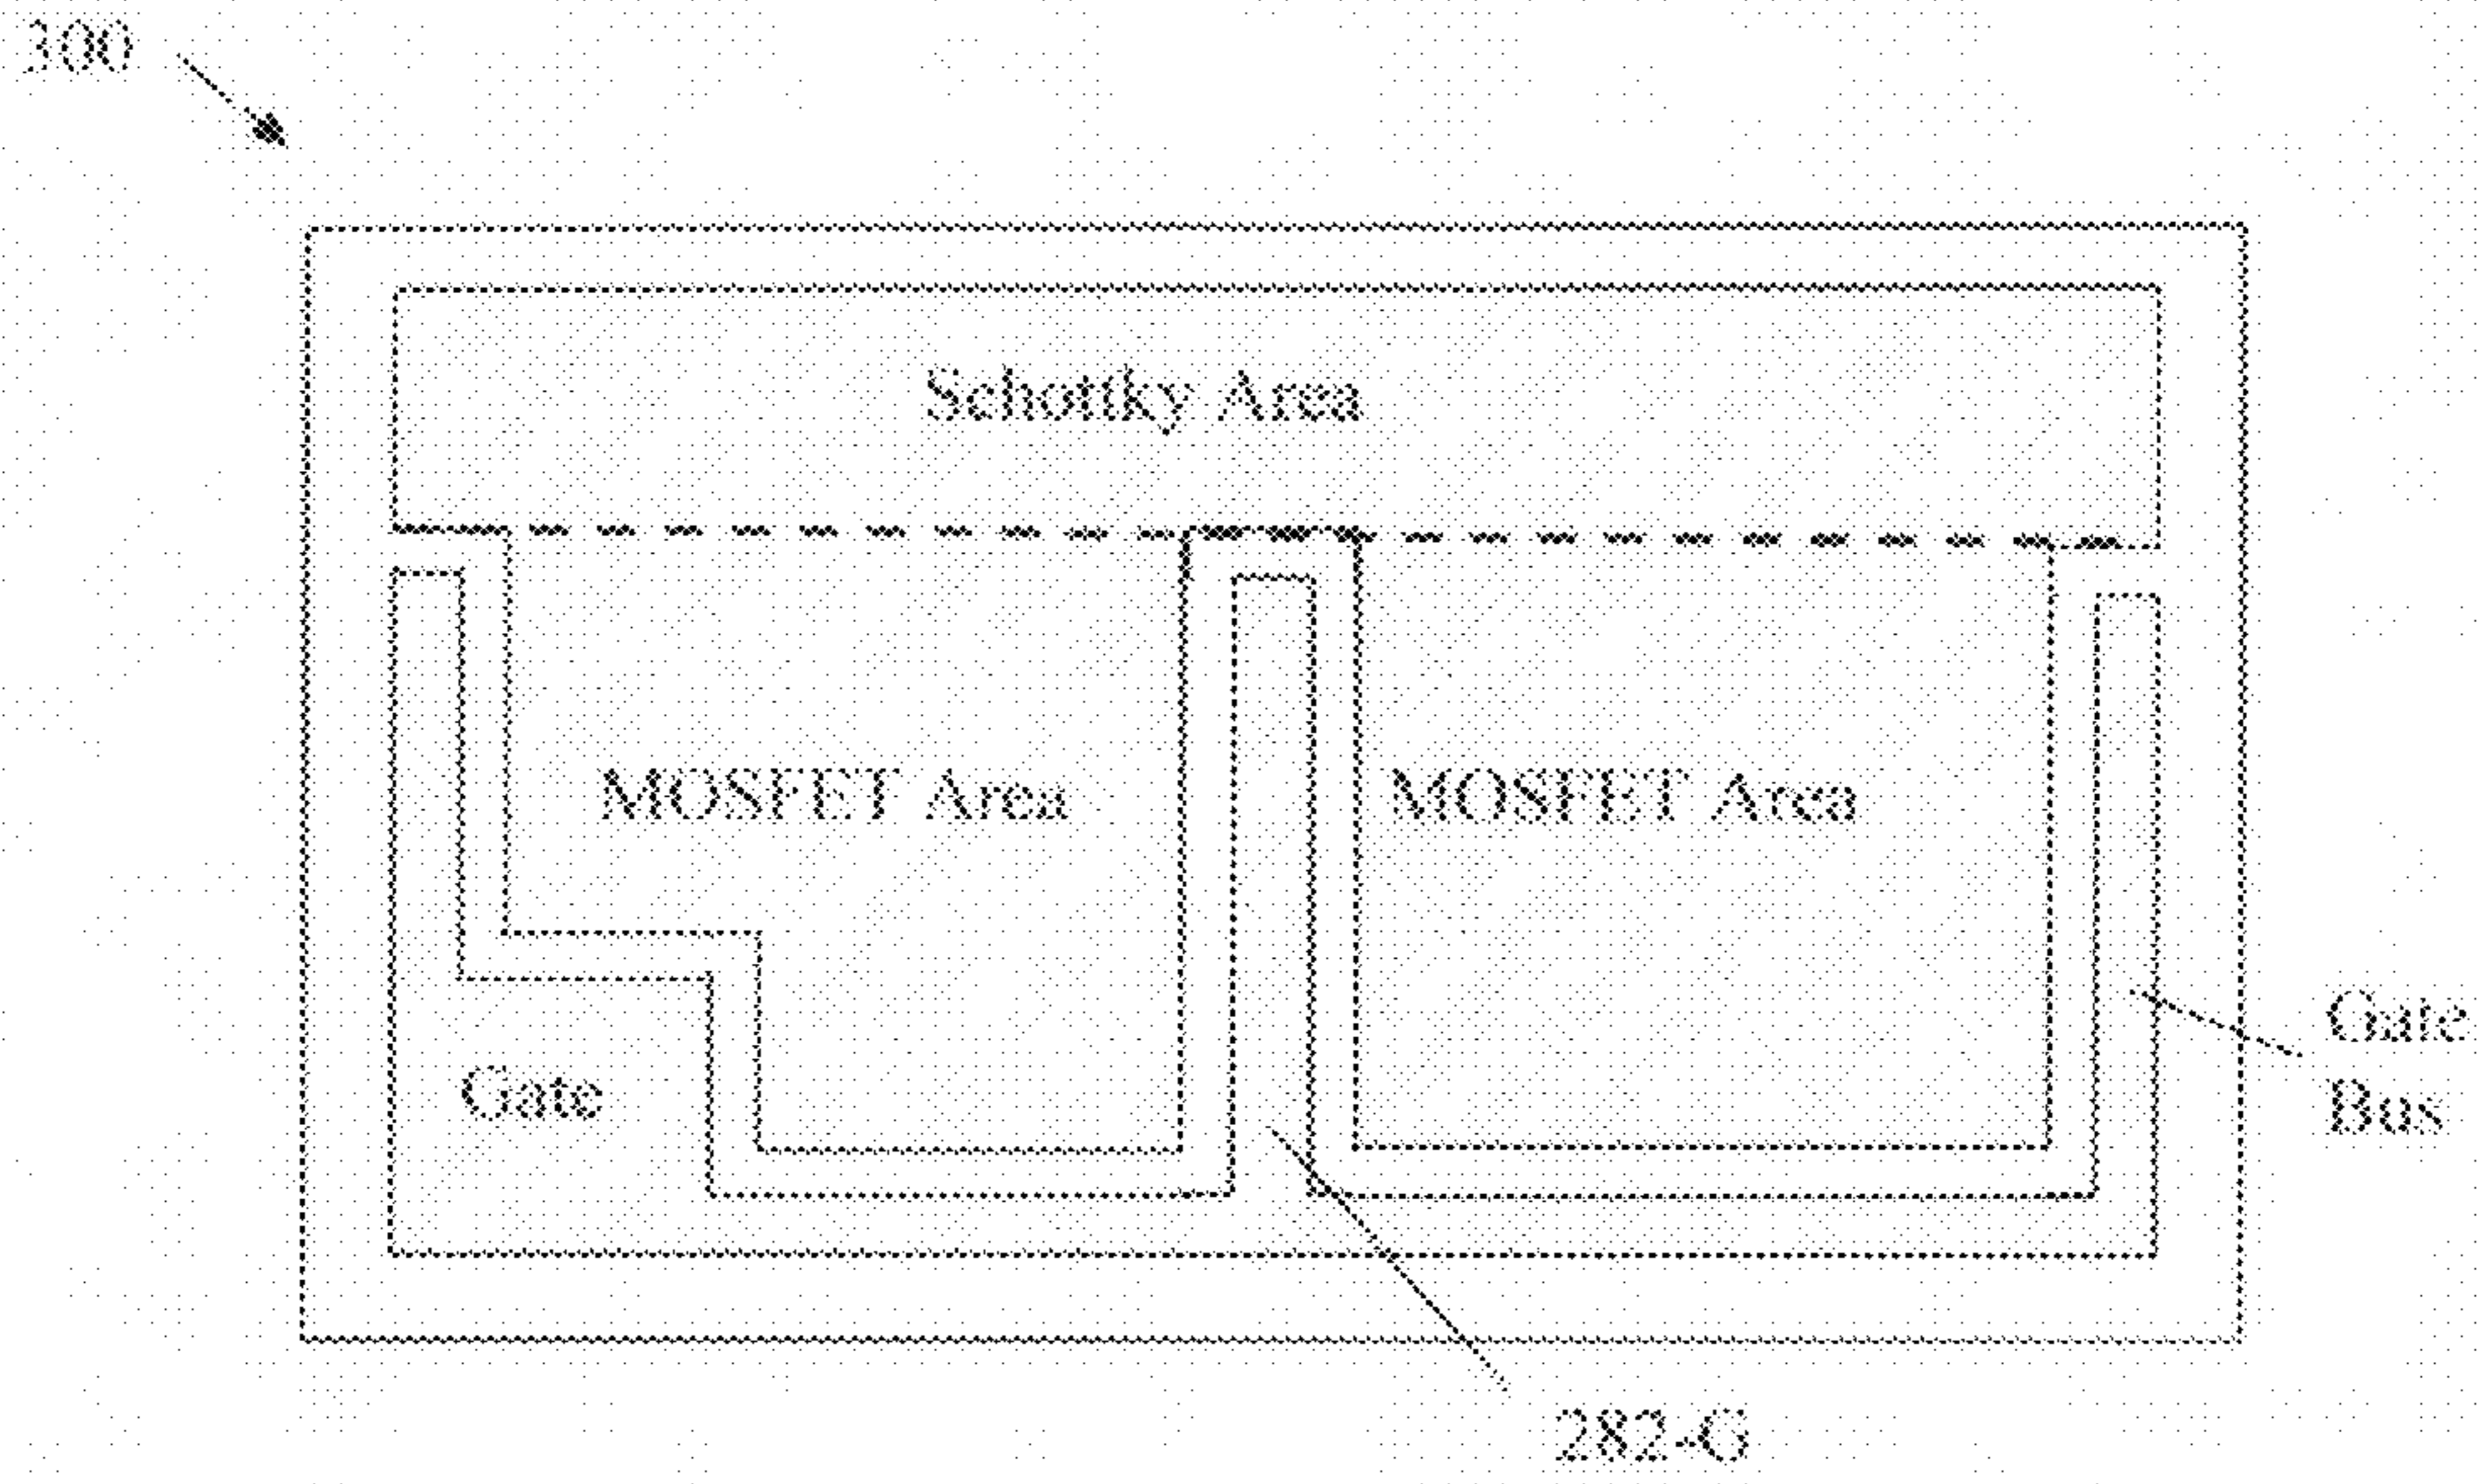 300
Schottky Area
MOSFET Area MOSFET Area
Gate
Bus
Gate
282-G